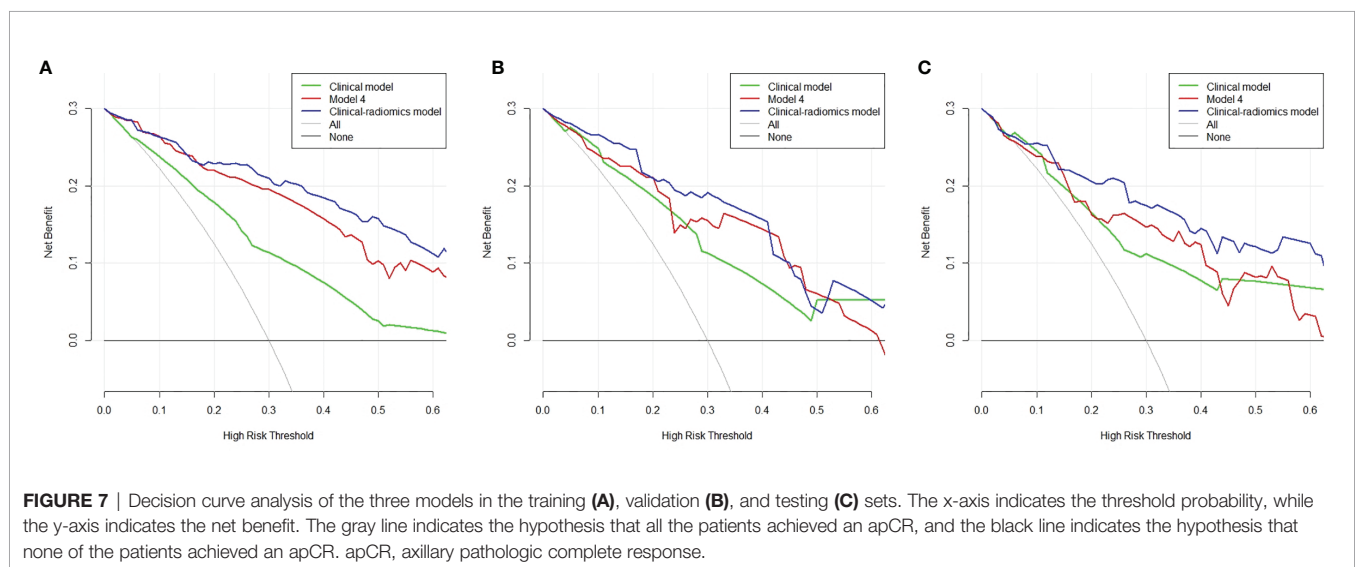 A
Clinical model
Model 4
Clinical-radiomics model
All
None
Net Benefit
0.3
0.2
0.1
0.0
0.0 0.1 0.2 0.3 0.4 0.5 0.6
High Risk Threshold
B
Clinical model
Model 4
Clinical-radiomics model
All
None
Net Benefit
0.3
0.2
0.1
0.0
0.0 0.1 0.2 0.3 0.4 0.5 0.6
High Risk Threshold
C
Clinical model
Model 4
Clinical-radiomics model
All
None
Net Benefit
0.3
0.2
0.1
0.0
0.0 0.1 0.2 0.3 0.4 0.5 0.6
High Risk Threshold
FIGURE 7 | Decision curve analysis of the three models in the training (A), validation (B), and testing (C) sets. The x-axis indicates the threshold probability, while
the y-axis indicates the net benefit. The gray line indicates the hypothesis that all the patients achieved an apCR, and the black line indicates the hypothesis that
none of the patients achieved an apCR. apCR, axillary pathologic complete response.